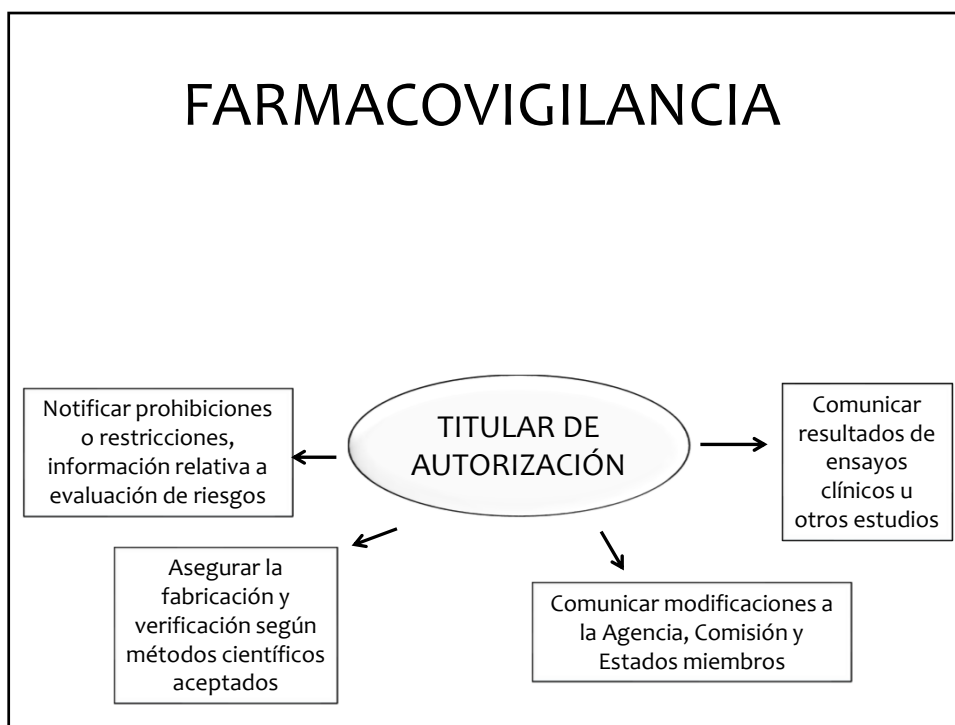 FARMACOVIGILANCIA
Notificar prohibiciones
o restricciones,
información relativa a
evaluación de riesgos
TITULAR DE
AUTORIZACIÓN
Comunicar
resultados de
ensayos
clínicos u
otros estudios
Asegurar la
fabricación y
verificación según
métodos científicos
aceptados
Comunicar modificaciones a
la Agencia, Comisión y
Estados miembros